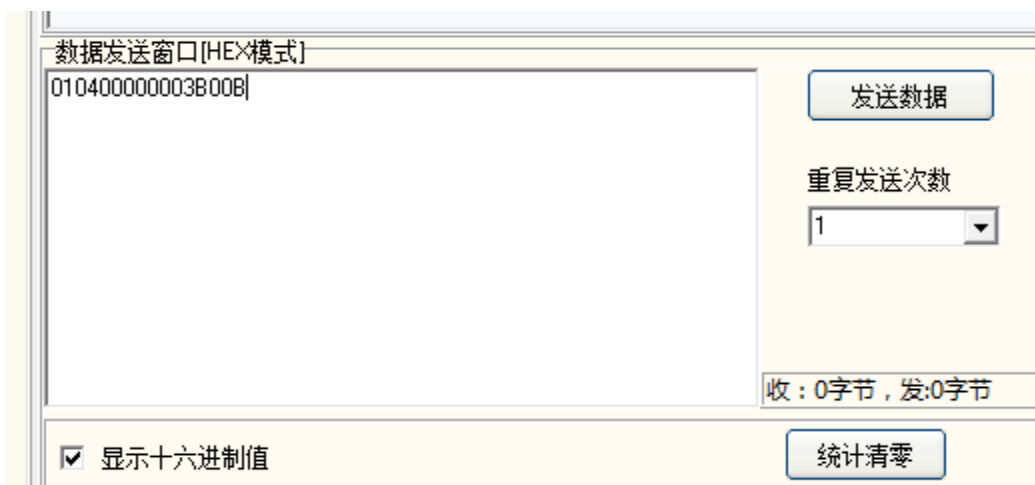 数据发送窗口[HEX模式]
010400000003B00B
发送数据
重复发送次数
1
收：0字节，发:0字节
显示十六进制值
统计清零